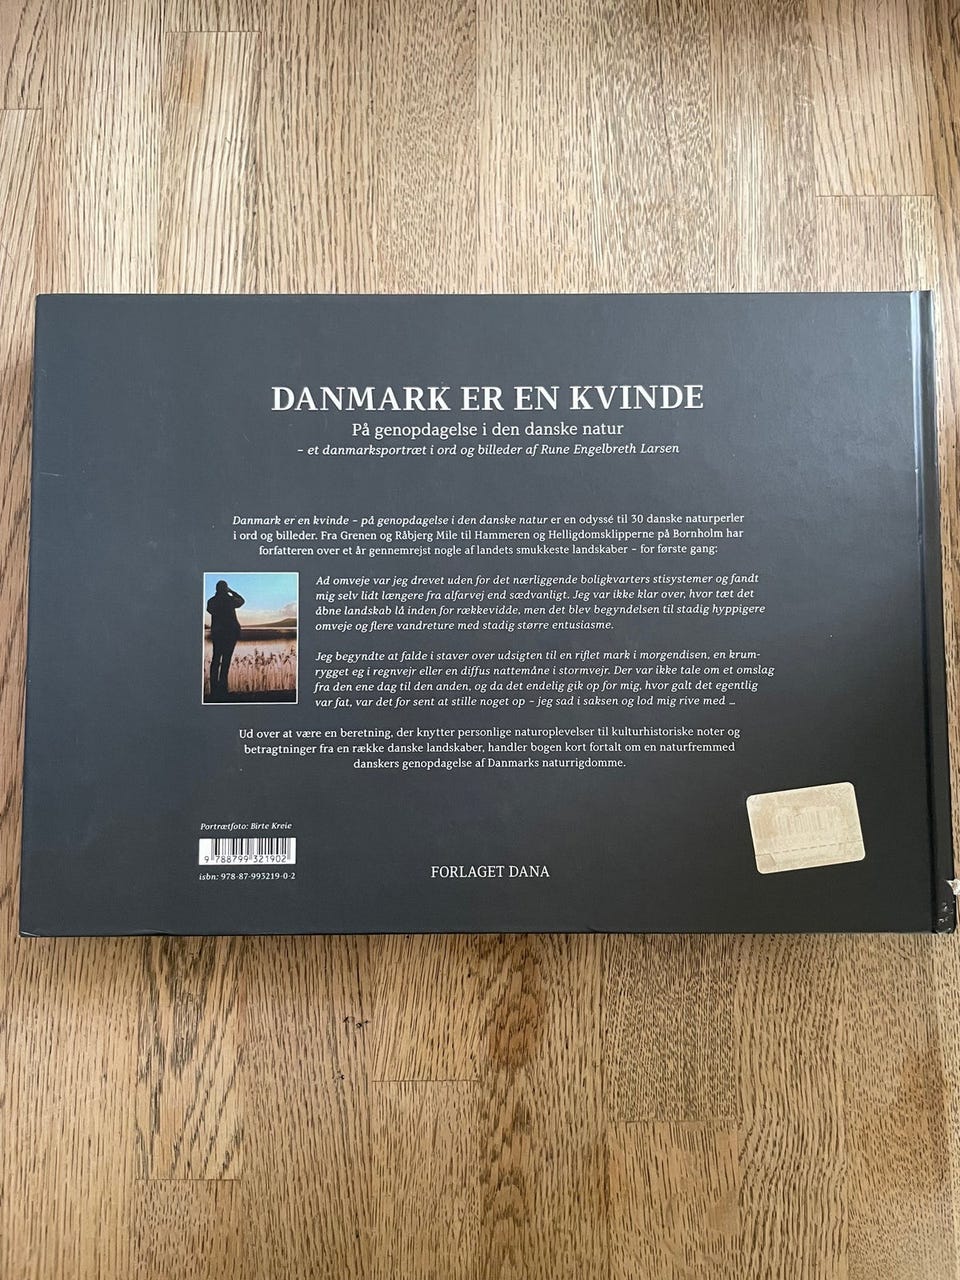 DANMARK ER EN KVINDE
På genopdagelse i den danske natur
– et danmarksportræt i ord og billeder af Rune Engelbreth Larsen
Danmark er en kvinde – på genopdagelse i den danske natur er en odyssé til 30 danske naturperler
i ord og billeder. Fra Grenen og Råbjerg Mile til Hammeren og Helligdomsklipperne på Bornholm har
forfatteren over et år gennemrejst nogle af landets smukkeste landskaber – for første gang:
Ad omveje var jeg drevet uden for det nærliggende boligkvarters stisystemer og fandt
mig selv lidt længere fra alfarvej end sædvanligt. Jeg var ikke klar over, hvor tæt det
åbne landskab lå inden for rækkevidde, men det blev begyndelsen til stadig hyppigere
omveje og flere vandreture med stadig større entusiasme.
Jeg begyndte at falde i staver over udsigten til en riflet mark i morgendisen, en krum-
rygget eg i regnvejr eller en diffus nattemåne i stormvejr. Der var ikke tale om et omslag
fra den ene dag til den anden, og da det endelig gik op for mig, hvor galt det egentlig
var fat, var det for sent at stille noget op – jeg sad i saksen og lod mig rive med ...
Ud over at være en beretning, der knytter personlige naturoplevelser til kulturhistoriske noter og
betragtninger fra en række danske landskaber, handler bogen kort fortalt om en naturfremmed
danskers genopdagelse af Danmarks naturrigdomme.
Portrætfoto: Birte Kreie
9 788799 321902
isbn: 978-87-993219-0-2
FORLAGET DANA